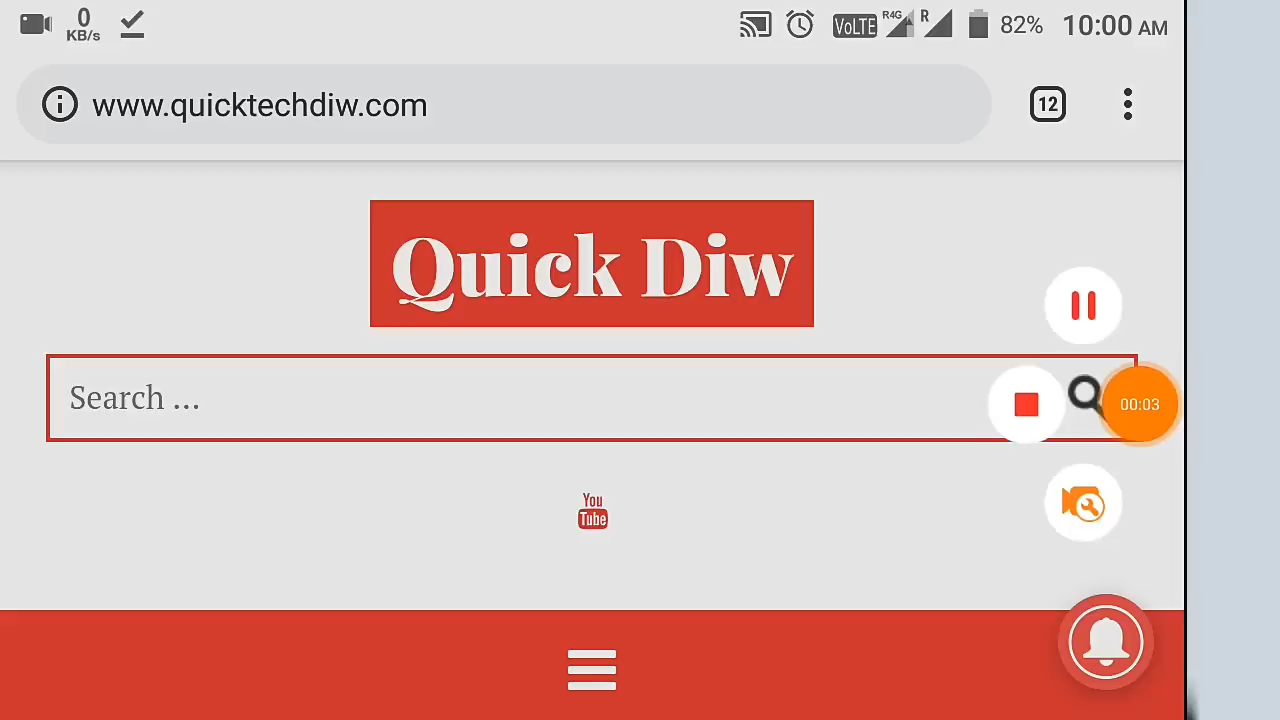 0
KB/s
VoLTE R4G R 82% 10:00 AM
www.quicktechdiw.com
12
Quick Diw
Search ...
00:03
You
Tube